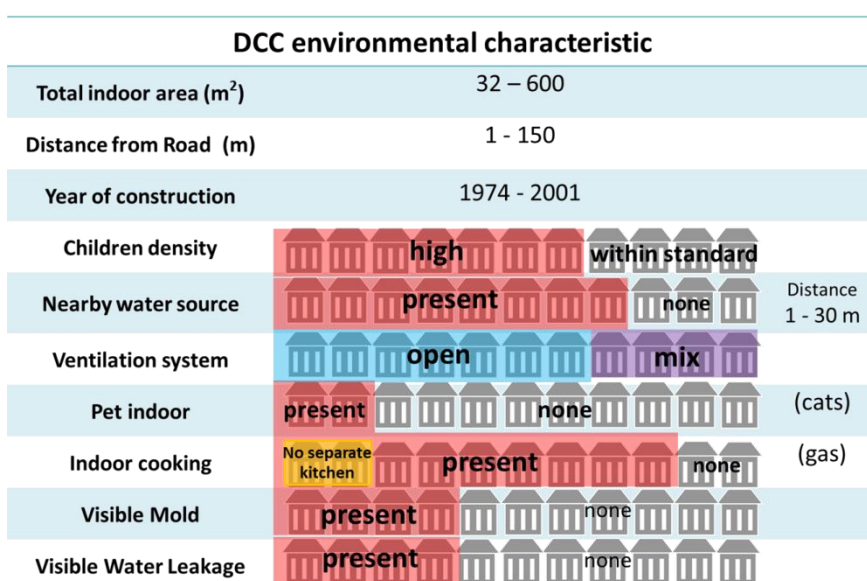 DCC environmental characteristic
Total indoor area (m²)
32 – 600
Distance from Road (m)
1 - 150
Year of construction
1974 - 2001
Children density
high
within standard
Nearby water source
present
none
Distance
1 - 30 m
Ventilation system
open
mix
Pet indoor
present
none
(cats)
Indoor cooking
No separate
kitchen
present
none
(gas)
Visible Mold
present
none
Visible Water Leakage
present
none